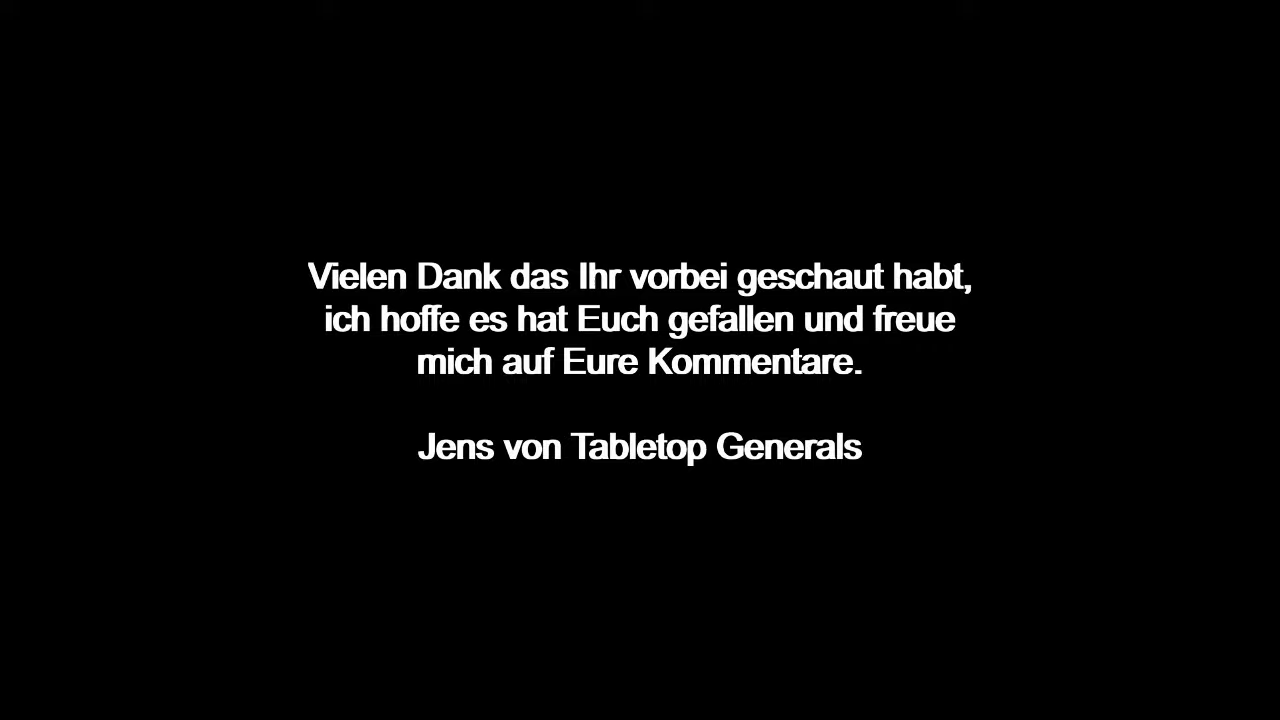 Vielen Dank das Ihr vorbei geschaut habt,
ich hoffe es hat Euch gefallen und freue
mich auf Eure Kommentare.
Jens von Tabletop Generals